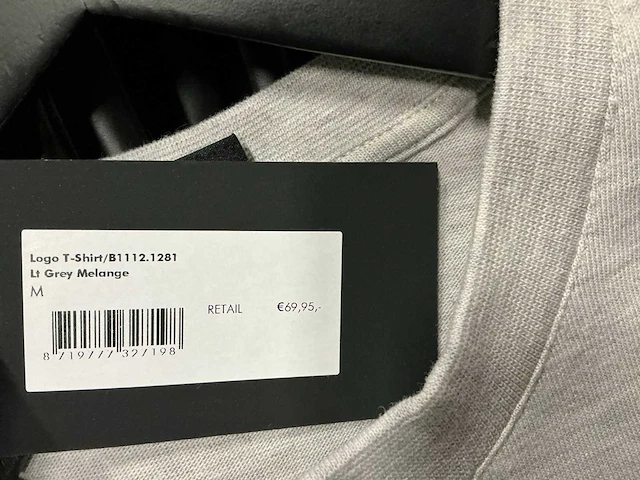 Logo T-Shirt/B1112.1281
Lt Grey Melange
M
RETAIL €69,95,-
8 719777 327198